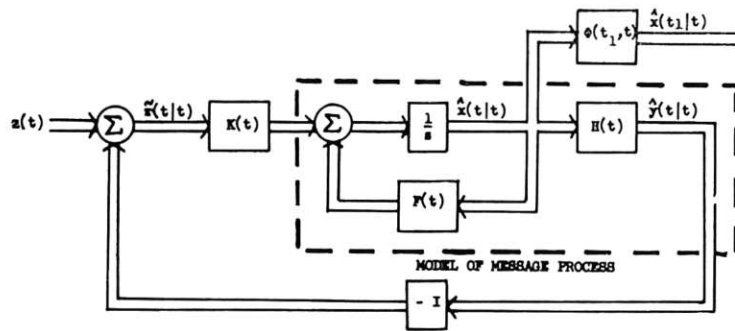 Φ(t₁,t)
x̂(t₁|t)
z(t)
Σ
z̃(t|t)
K(t)
Σ
1/s
x̂(t|t)
H(t)
ŷ(t|t)
F(t)
MODEL OF MESSAGE PROCESS
- I